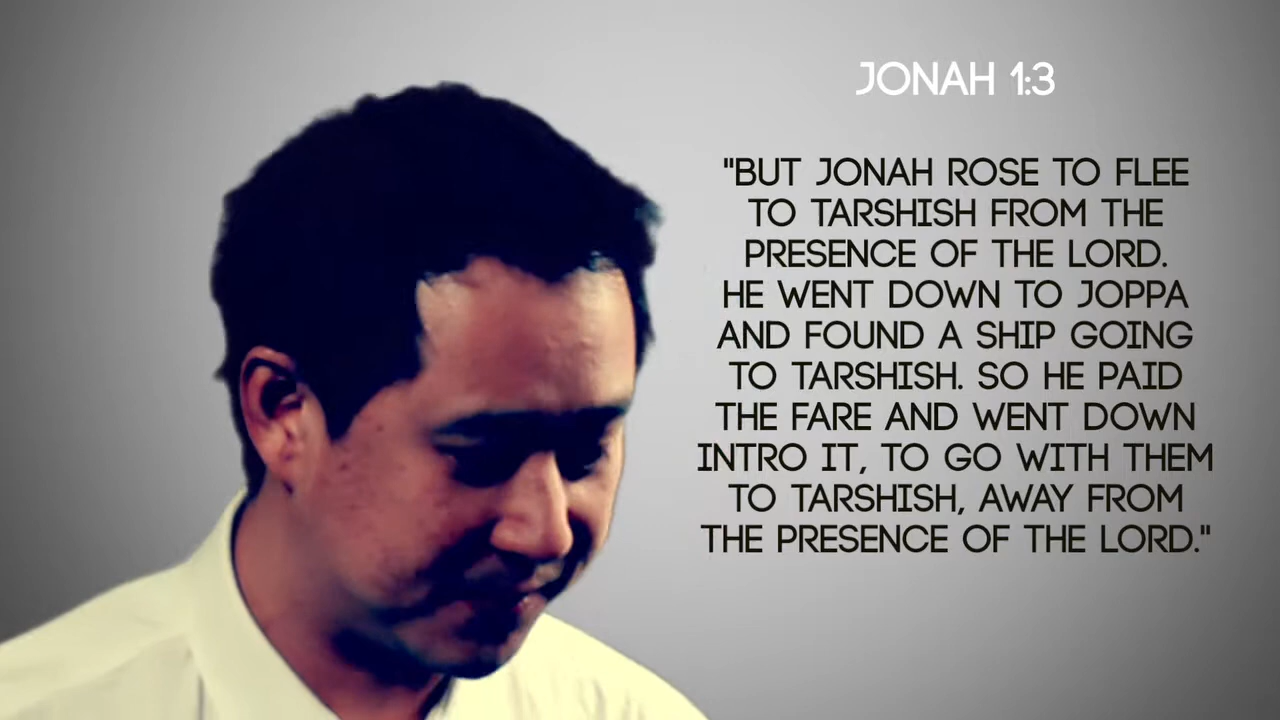 JONAH 1:3
"BUT JONAH ROSE TO FLEE
TO TARSHISH FROM THE
PRESENCE OF THE LORD.
HE WENT DOWN TO JOPPA
AND FOUND A SHIP GOING
TO TARSHISH. SO HE PAID
THE FARE AND WENT DOWN
INTRO IT, TO GO WITH THEM
TO TARSHISH, AWAY FROM
THE PRESENCE OF THE LORD."